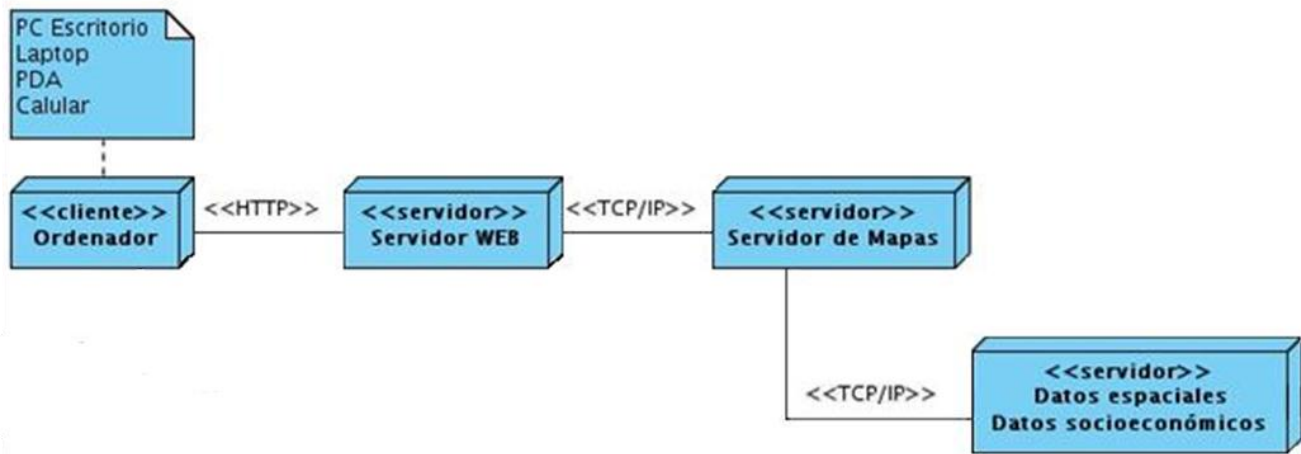 PC Escritorio
Laptop
PDA
Calular
<<cliente>>
Ordenador
<<HTTP>>
<<servidor>>
Servidor WEB
<<TCP/IP>>
<<servidor>>
Servidor de Mapas
<<TCP/IP>>
<<servidor>>
Datos espaciales
Datos socioeconómicos